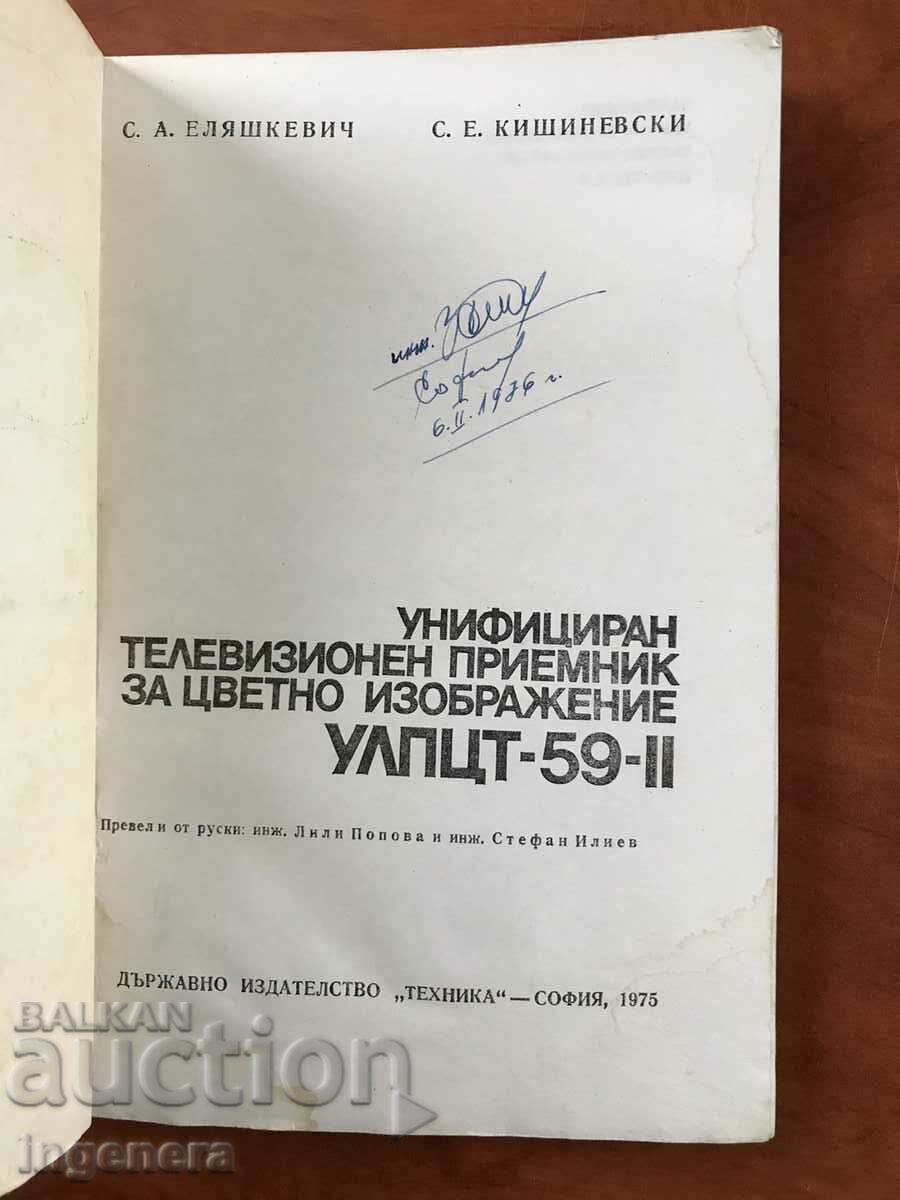 С. А. ЕЛЯШКЕВИЧ С. Е. КИШИНЕВСКИ
инж.
София
6.II.1976 г.
УНИФИЦИРАН
ТЕЛЕВИЗИОНЕН ПРИЕМНИК
ЗА ЦВЕТНО ИЗОБРАЖЕНИЕ
УЛПЦТ-59-II
Превели от руски: инж. Лили Попова и инж. Стефан Илиев
ДЪРЖАВНО ИЗДАТЕЛСТВО „ТЕХНИКА“ — СОФИЯ, 1975
BALKAN
auction
ingenera